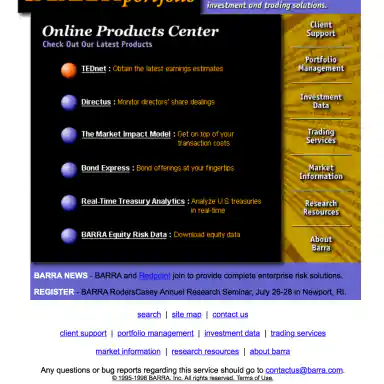 investment and trading solutions.
Online Products Center
Check Out Our Latest Products
TEDnet : Obtain the latest earnings estimates
Directus : Monitor directors' share dealings
The Market Impact Model : Get on top of your
transaction costs
Bond Express : Bond offerings at your fingertips
Real-Time Treasury Analytics : Analyze U.S treasuries
in real-time
BARRA Equity Risk Data : Download equity data
Client
Support
Portfolio
Management
Investment
Data
Trading
Services
Market
Information
Research
Resources
About
Barra
BARRA NEWS - BARRA and Redpoint join to provide complete enterprise risk solutions.
REGISTER - BARRA RodersCasey Annual Research Seminar, July 26-28 in Newport, RI.
search | site map | contact us
client support | portfolio management | investment data | trading services
market information | research resources | about barra
Any questions or bug reports regarding this service should go to contactus@barra.com.
© 1995-1998 BARRA, Inc. All rights reserved. Terms of Use.